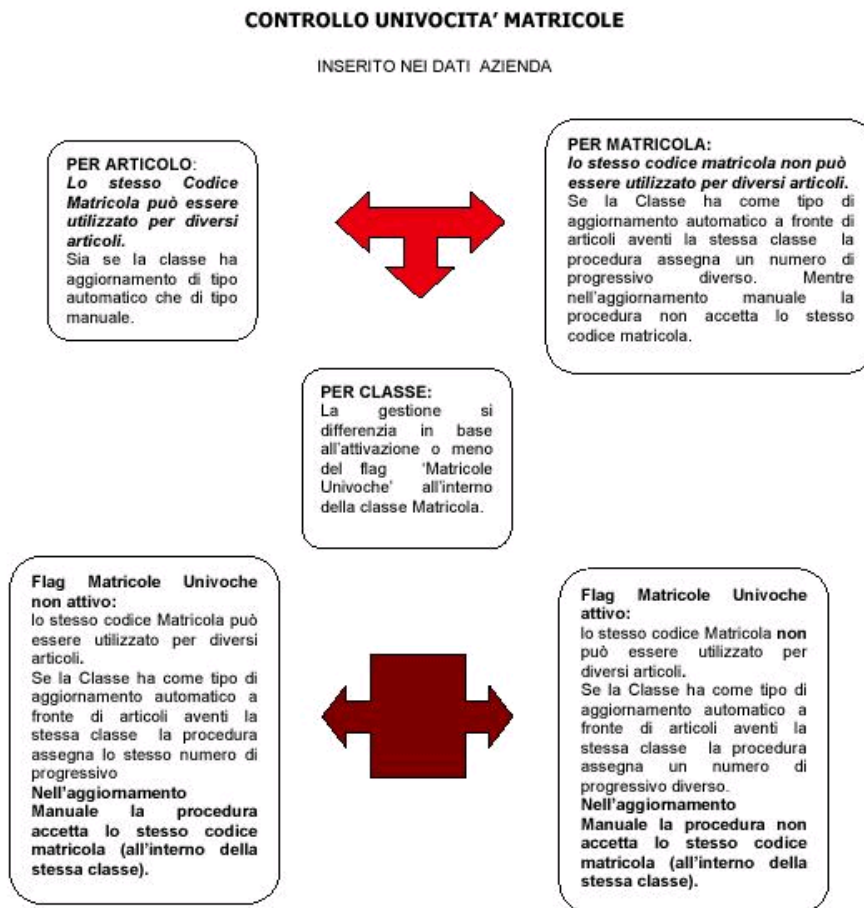 CONTROLLO UNIVOCITA' MATRICOLE
INSERITO NEI DATI AZIENDA
PER ARTICOLO:
Lo stesso Codice
Matricola può essere
utilizzato per diversi
articoli.
Sia se la classe ha
aggiornamento di tipo
automatico che di tipo
manuale.
PER MATRICOLA:
lo stesso codice matricola non può
essere utilizzato per diversi articoli.
Se la Classe ha come tipo di
aggiornamento automatico a fronte di
articoli aventi la stessa classe la
procedura assegna un numero di
progressivo diverso. Mentre
nell'aggiornamento manuale la
procedura non accetta lo stesso
codice matricola.
PER CLASSE:
La gestione si
differenzia in base
all'attivazione o meno
del flag 'Matricole
Univoche' all'interno
della classe Matricola.
Flag Matricole Univoche
non attivo:
lo stesso codice Matricola può
essere utilizzato per diversi
articoli.
Se la Classe ha come tipo di
aggiornamento automatico a
fronte di articoli aventi la
stessa classe la procedura
assegna lo stesso numero di
progressivo
Nell'aggiornamento
Manuale la procedura
accetta lo stesso codice
matricola (all'interno della
stessa classe).
Flag Matricole Univoche
attivo:
lo stesso codice Matricola non
può essere utilizzato per
diversi articoli.
Se la Classe ha come tipo di
aggiornamento automatico a
fronte di articoli aventi la
stessa classe la procedura
assegna un numero di
progressivo diverso.
Nell'aggiornamento
Manuale la procedura non
accetta lo stesso codice
matricola (all'interno della
stessa classe).